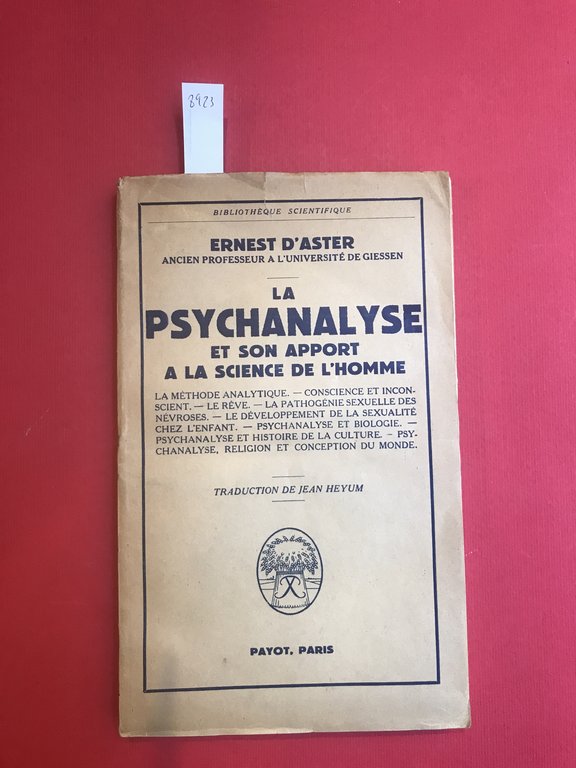 8923
BIBLIOTHÈQUE SCIENTIFIQUE
ERNEST D'ASTER
ANCIEN PROFESSEUR A L'UNIVERSITÉ DE GIESSEN
LA
PSYCHANALYSE
ET SON APPORT
A LA SCIENCE DE L'HOMME
LA MÉTHODE ANALYTIQUE. — CONSCIENCE ET INCON-
SCIENT. — LE RÊVE. — LA PATHOGÉNIE SEXUELLE DES
NÉVROSES. — LE DÉVELOPPEMENT DE LA SEXUALITÉ
CHEZ L'ENFANT. — PSYCHANALYSE ET BIOLOGIE. —
PSYCHANALYSE ET HISTOIRE DE LA CULTURE. – PSY-
CHANALYSE, RELIGION ET CONCEPTION DU MONDE.
TRADUCTION DE JEAN HEYUM
PAYOT, PARIS